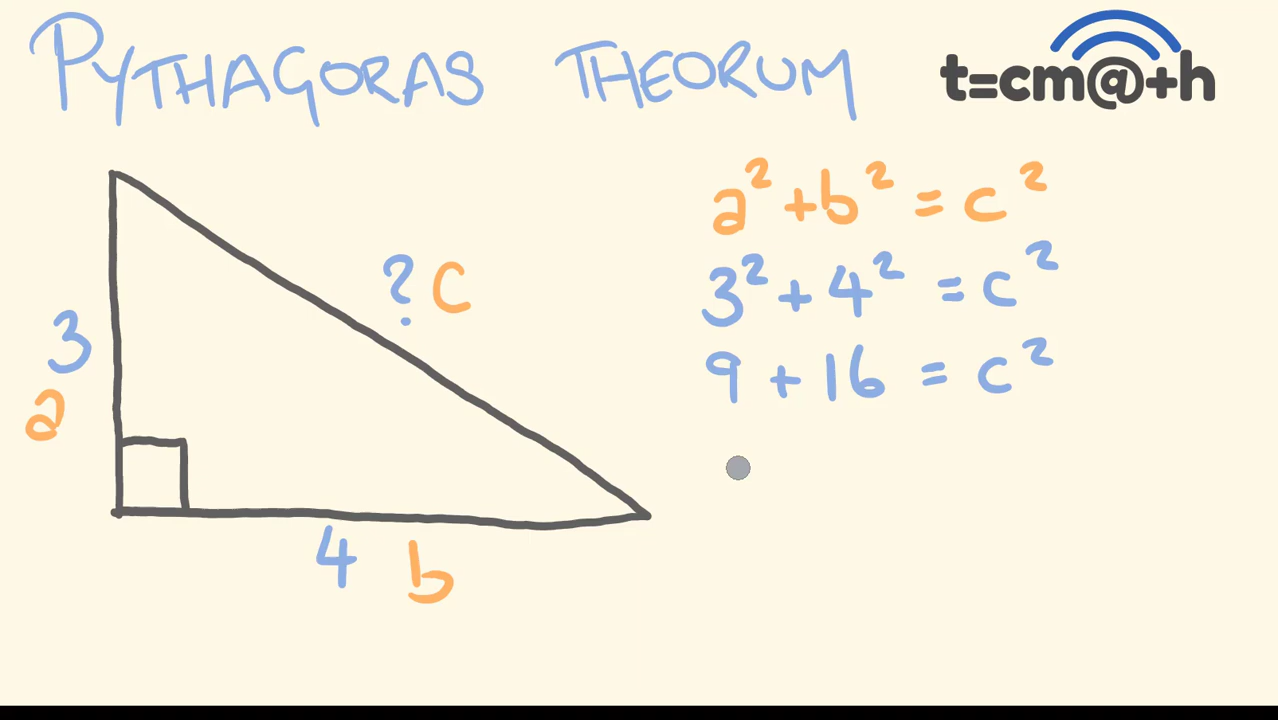 PYTHAGORAS THEORUM
t=cm@+h
a² + b² = c²
? c
3² + 4² = c²
3
9 + 16 = c²
a
4 b